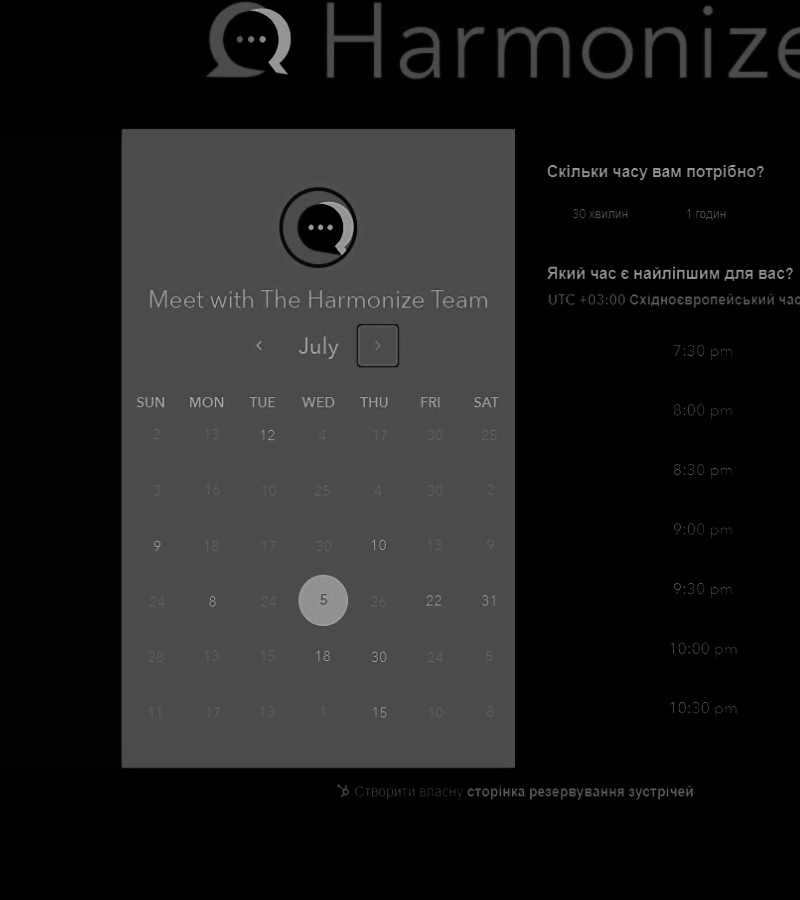 Harmonize
Meet with The Harmonize Team
July
SUN MON TUE WED THU FRI SAT
2 13 12 4 17 30 25
3 16 10 25 4 30 2
9 18 17 30 10 13 9
24 8 24 5 26 22 31
28 13 15 18 30 24 5
11 17 13 1 15 10 8
Скільки часу вам потрібно?
30 хвилин 1 годин
Який час є найліпшим для вас?
UTC +03:00 Східноєвропейський час
7:30 pm
8:00 pm
8:30 pm
9:00 pm
9:30 pm
10:00 pm
10:30 pm
Створити власну сторінка резервування зустрічей